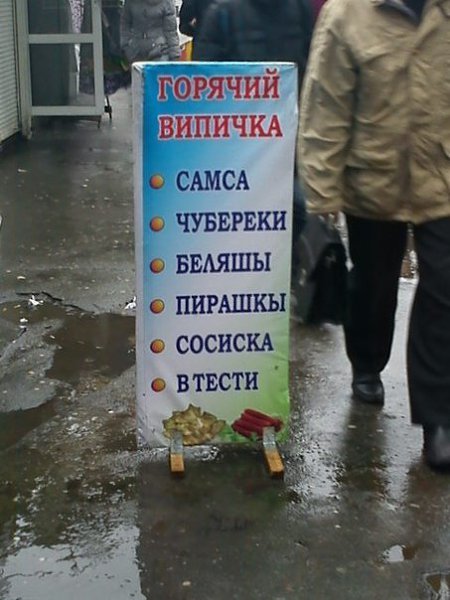 ГОРЯЧИЙ
ВИПИЧКА
САМСА
ЧУБЕРЕКИ
БЕЛЯШЫ
ПИРАШКЫ
СОСИСКА
В ТЕСТИ